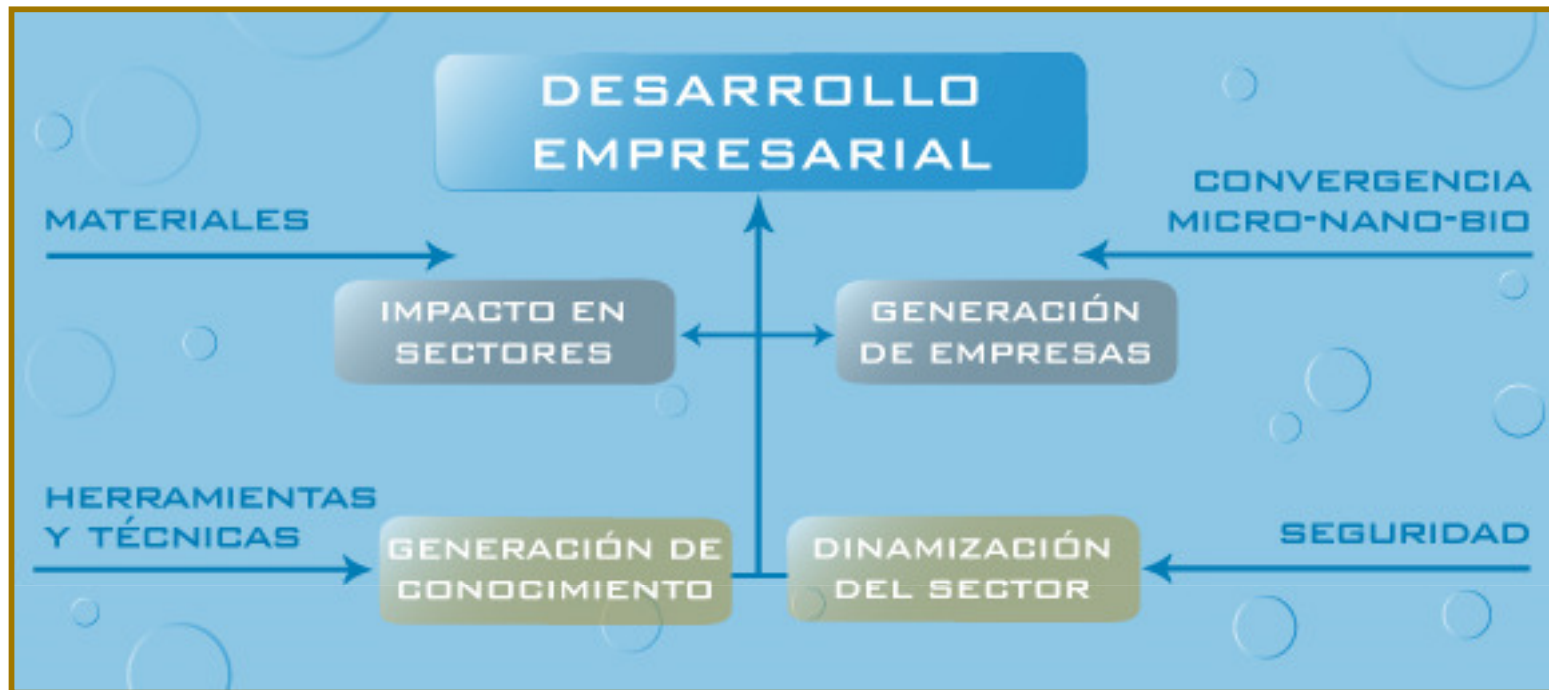 DESARROLLO
EMPRESARIAL
MATERIALES
CONVERGENCIA
MICRO-NANO-BIO
IMPACTO EN
SECTORES
GENERACIÓN
DE EMPRESAS
HERRAMIENTAS
Y TÉCNICAS
GENERACIÓN DE
CONOCIMIENTO
DINAMIZACIÓN
DEL SECTOR
SEGURIDAD